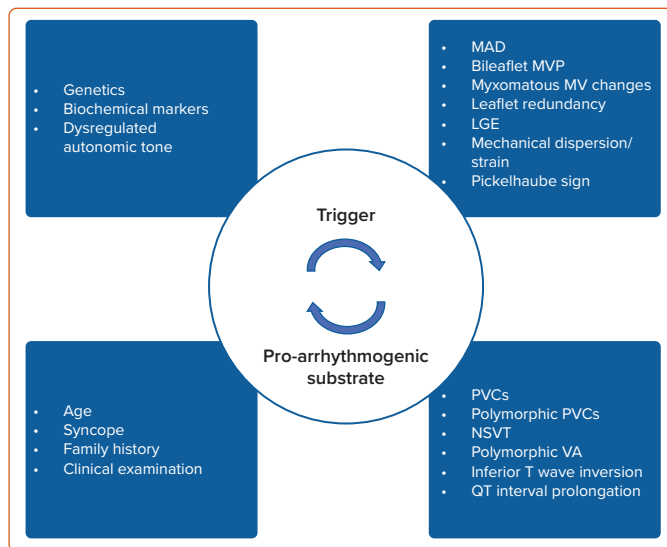 • Genetics
• Biochemical markers
• Dysregulated
autonomic tone
• MAD
• Bileaflet MVP
• Myxomatous MV changes
• Leaflet redundancy
• LGE
• Mechanical dispersion/
strain
• Pickelhaube sign
Trigger
Pro-arrhythmogenic
substrate
• Age
• Syncope
• Family history
• Clinical examination
• PVCs
• Polymorphic PVCs
• NSVT
• Polymorphic VA
• Inferior T wave inversion
• QT interval prolongation